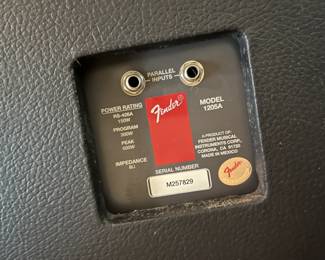 PARALLEL
INPUTS
POWER RATING
RS-426A
150W
PROGRAM
300W
PEAK
600W
IMPEDANCE
8Ω
Fender
MODEL
1205A
A PRODUCT OF:
FENDER MUSICAL
INSTRUMENTS CORP.
CORONA, CA 91720
MADE IN MEXICO
SERIAL NUMBER
M257829
Fender